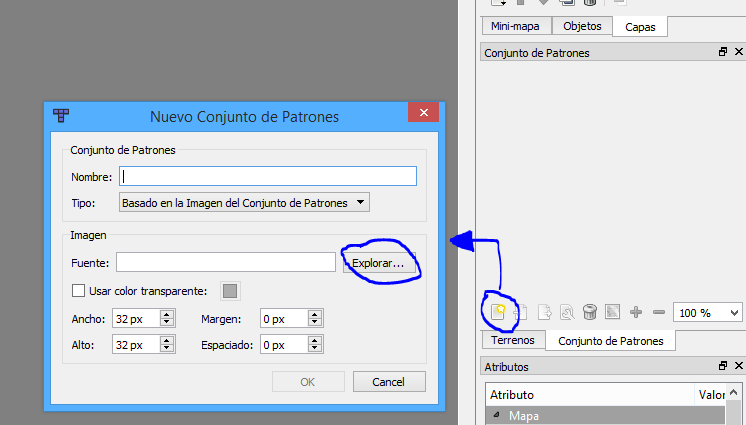 Mini-mapa Objetos Capas
Conjunto de Patrones
Nuevo Conjunto de Patrones
Conjunto de Patrones
Nombre:
Tipo: Basado en la Imagen del Conjunto de Patrones
Imagen
Fuente: Explorar...
Usar color transparente:
Ancho: 32 px Margen: 0 px
Alto: 32 px Espaciado: 0 px
OK Cancel
100 %
Terrenos Conjunto de Patrones
Atributos
Atributo Valor
Mapa